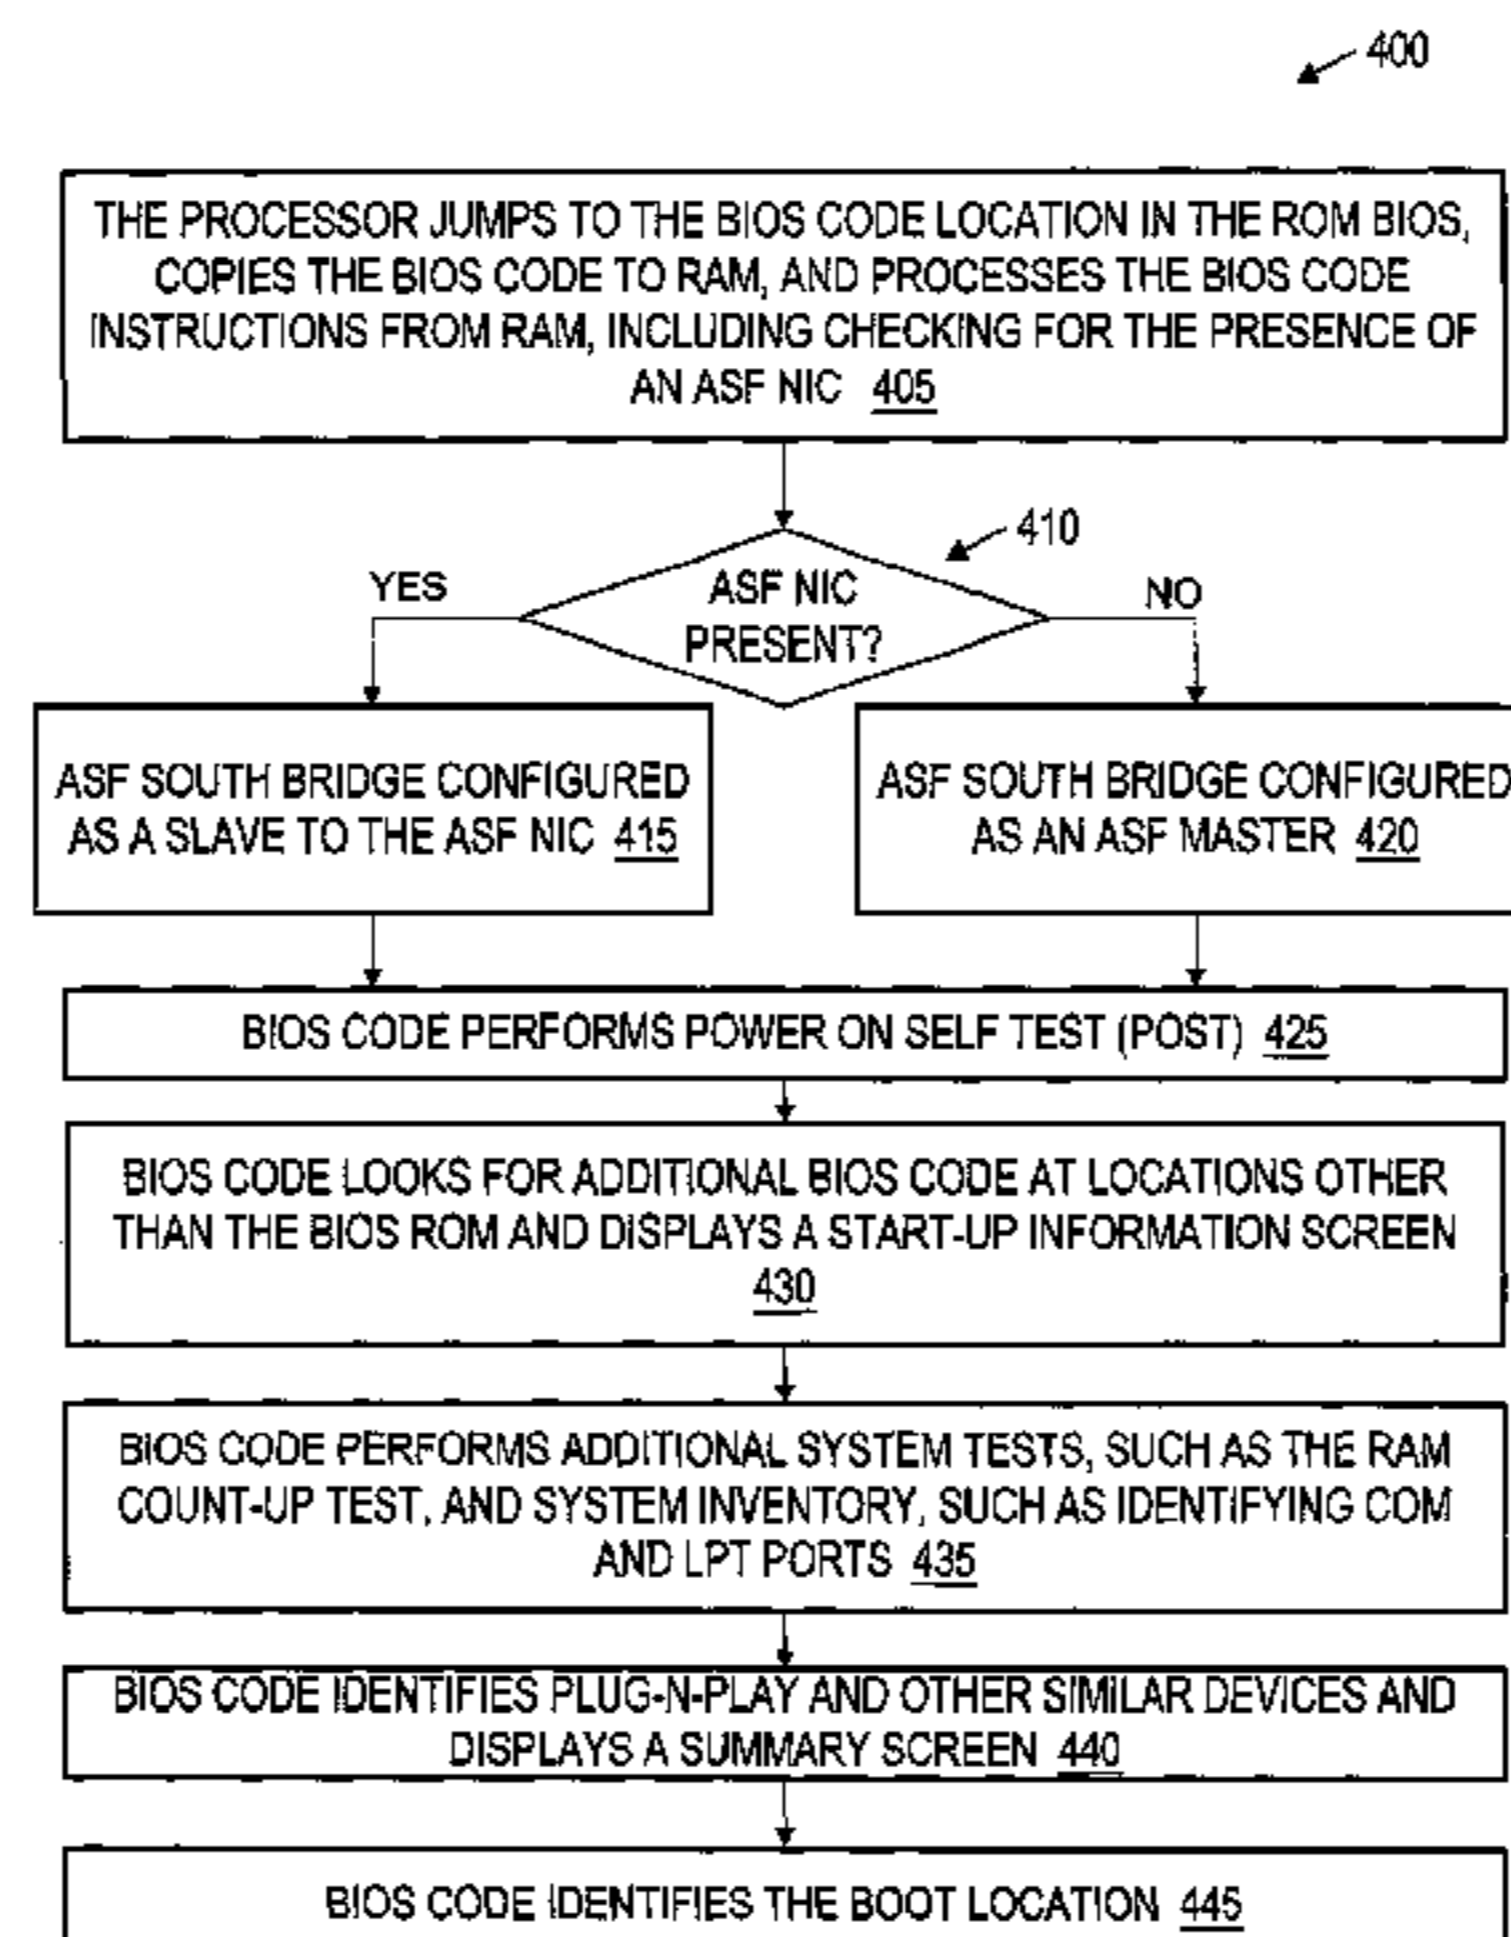 400
THE PROCESSOR JUMPS TO THE BIOS CODE LOCATION IN THE ROM BIOS,
COPIES THE BIOS CODE TO RAM, AND PROCESSES THE BIOS CODE
INSTRUCTIONS FROM RAM, INCLUDING CHECKING FOR THE PRESENCE OF
AN ASF NIC 405
410
YES
ASF NIC
PRESENT?
NO
ASF SOUTH BRIDGE CONFIGURED
AS A SLAVE TO THE ASF NIC 415
ASF SOUTH BRIDGE CONFIGURED
AS AN ASF MASTER 420
BIOS CODE PERFORMS POWER ON SELF TEST (POST) 425
BIOS CODE LOOKS FOR ADDITIONAL BIOS CODE AT LOCATIONS OTHER
THAN THE BIOS ROM AND DISPLAYS A START-UP INFORMATION SCREEN
430
BIOS CODE PERFORMS ADDITIONAL SYSTEM TESTS, SUCH AS THE RAM
COUNT-UP TEST, AND SYSTEM INVENTORY, SUCH AS IDENTIFYING COM
AND LPT PORTS 435
BIOS CODE IDENTIFIES PLUG-N-PLAY AND OTHER SIMILAR DEVICES AND
DISPLAYS A SUMMARY SCREEN 440
BIOS CODE IDENTIFIES THE BOOT LOCATION 445